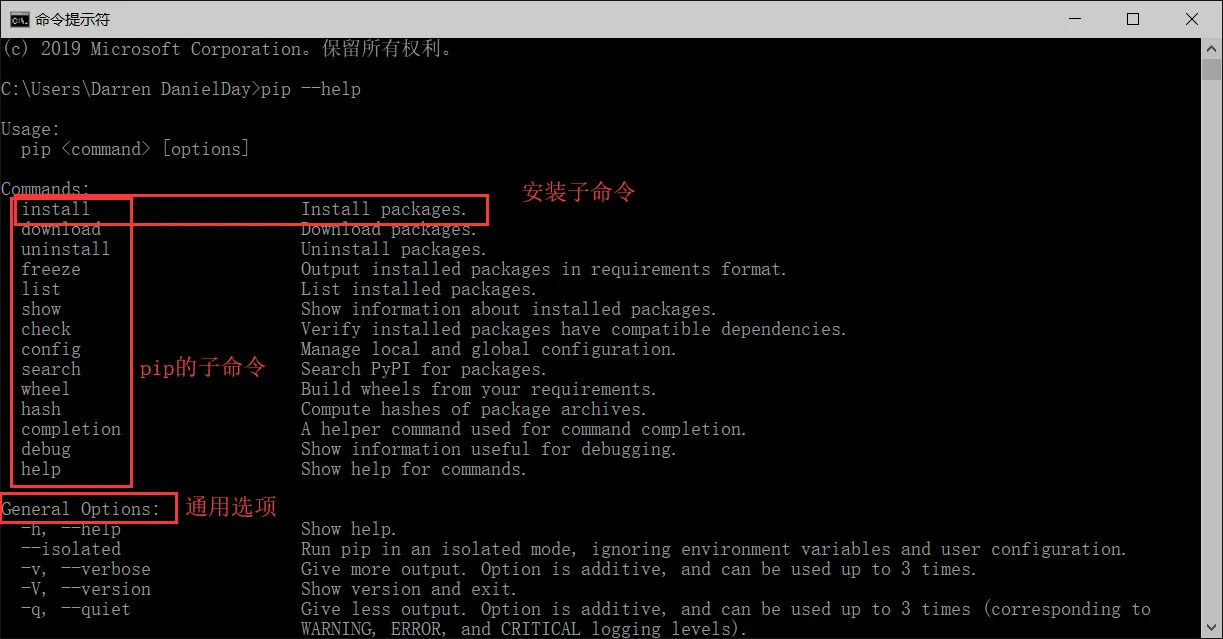 命令提示符
(c) 2019 Microsoft Corporation。保留所有权利。
C:\Users\Darren DanielDay>pip --help
Usage:
pip <command> [options]
Commands:
安装子命令
install Install packages.
download Download packages.
uninstall Uninstall packages.
freeze Output installed packages in requirements format.
list List installed packages.
show Show information about installed packages.
check Verify installed packages have compatible dependencies.
config Manage local and global configuration.
pip的子命令
search Search PyPI for packages.
wheel Build wheels from your requirements.
hash Compute hashes of package archives.
completion A helper command used for command completion.
debug Show information useful for debugging.
help Show help for commands.
General Options: 通用选项
-h, --help Show help.
--isolated Run pip in an isolated mode, ignoring environment variables and user configuration.
-v, --verbose Give more output. Option is additive, and can be used up to 3 times.
-V, --version Show version and exit.
-q, --quiet Give less output. Option is additive, and can be used up to 3 times (corresponding to
WARNING, ERROR, and CRITICAL logging levels).